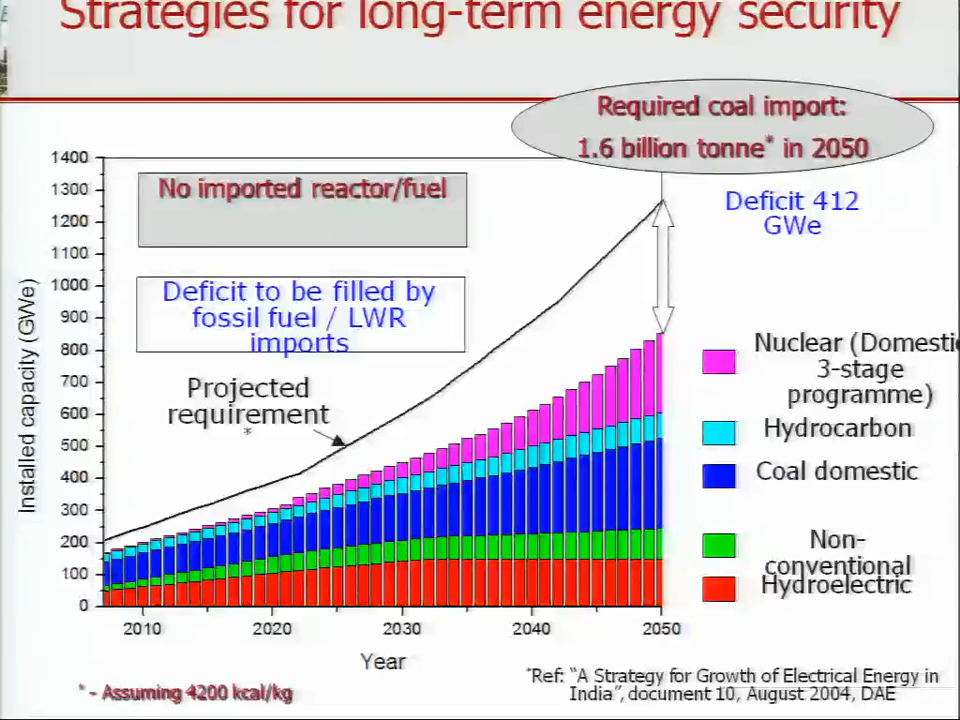 Strategies for long-term energy security
Required coal import:
1.6 billion tonne* in 2050
No imported reactor/fuel
Deficit 412
GWe
Deficit to be filled by
fossil fuel / LWR
imports
Projected
requirement
*
1400
1300
1200
1100
1000
900
800
700
600
500
400
300
200
100
0
Installed capacity (GWe)
2010 2020 2030 2040 2050
Year
Nuclear (Domestic
3-stage
programme)
Hydrocarbon
Coal domestic
Non-
conventional
Hydroelectric
* - Assuming 4200 kcal/kg
*Ref: "A Strategy for Growth of Electrical Energy in
India", document 10, August 2004, DAE